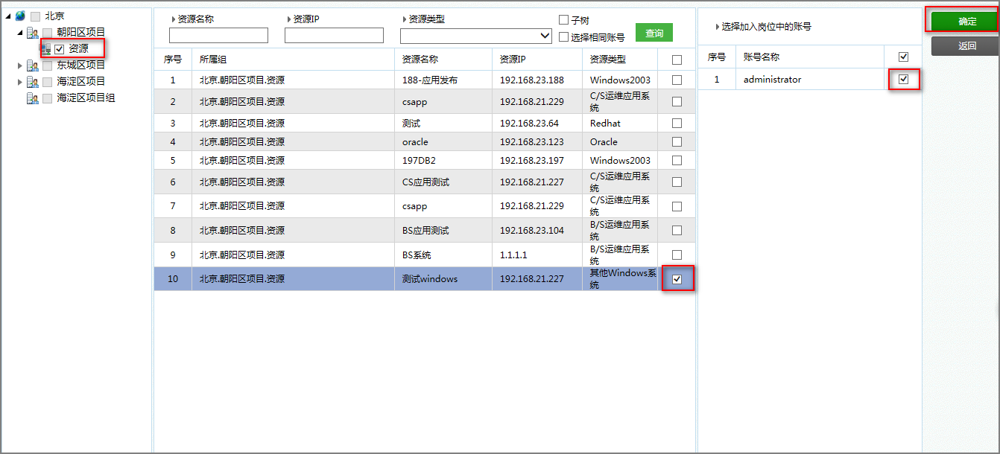 北京
朝阳区项目
资源
东城区项目
海淀区项目
海淀区项目组
资源名称 资源IP 资源类型 子树
选择相同账号 查询
序号 所属组 资源名称 资源IP 资源类型
1 北京.朝阳区项目.资源 188-应用发布 192.168.23.188 Windows2003
2 北京.朝阳区项目.资源 csapp 192.168.21.229 C/S运维应用系
统
3 北京.朝阳区项目.资源 测试 192.168.23.64 Redhat
4 北京.朝阳区项目.资源 oracle 192.168.23.123 Oracle
5 北京.朝阳区项目.资源 197DB2 192.168.23.197 Windows2003
6 北京.朝阳区项目.资源 CS应用测试 192.168.21.227 C/S运维应用系
统
7 北京.朝阳区项目.资源 csapp 192.168.21.229 C/S运维应用系
统
8 北京.朝阳区项目.资源 BS应用测试 192.168.23.104 B/S运维应用系
统
9 北京.朝阳区项目.资源 BS系统 1.1.1.1 B/S运维应用系
统
10 北京.朝阳区项目.资源 测试windows 192.168.21.227 其他Windows系
统
选择加入岗位中的账号
序号 账号名称
1 administrator
确定
返回